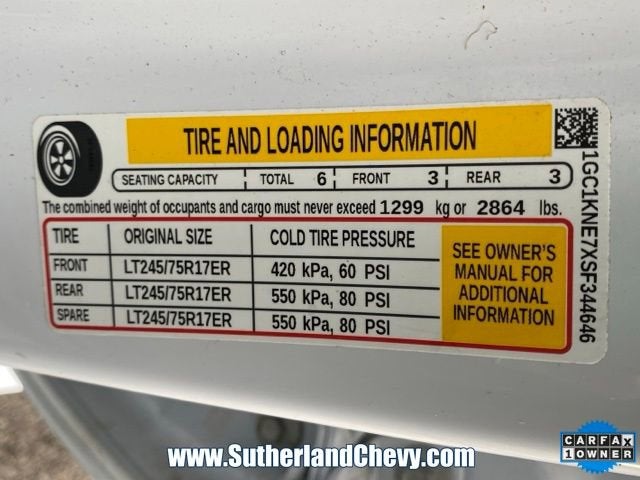 TIRE AND LOADING INFORMATION
SEATING CAPACITY TOTAL 6 FRONT 3 REAR 3
The combined weight of occupants and cargo must never exceed 1299 kg or 2864 lbs.
TIRE ORIGINAL SIZE COLD TIRE PRESSURE
FRONT LT245/75R17ER 420 kPa, 60 PSI
REAR LT245/75R17ER 550 kPa, 80 PSI
SPARE LT245/75R17ER 550 kPa, 80 PSI
SEE OWNER'S
MANUAL FOR
ADDITIONAL
INFORMATION
1GC1KNE7XSF344646
www.SutherlandChevy.com
CARFAX
1 OWNER